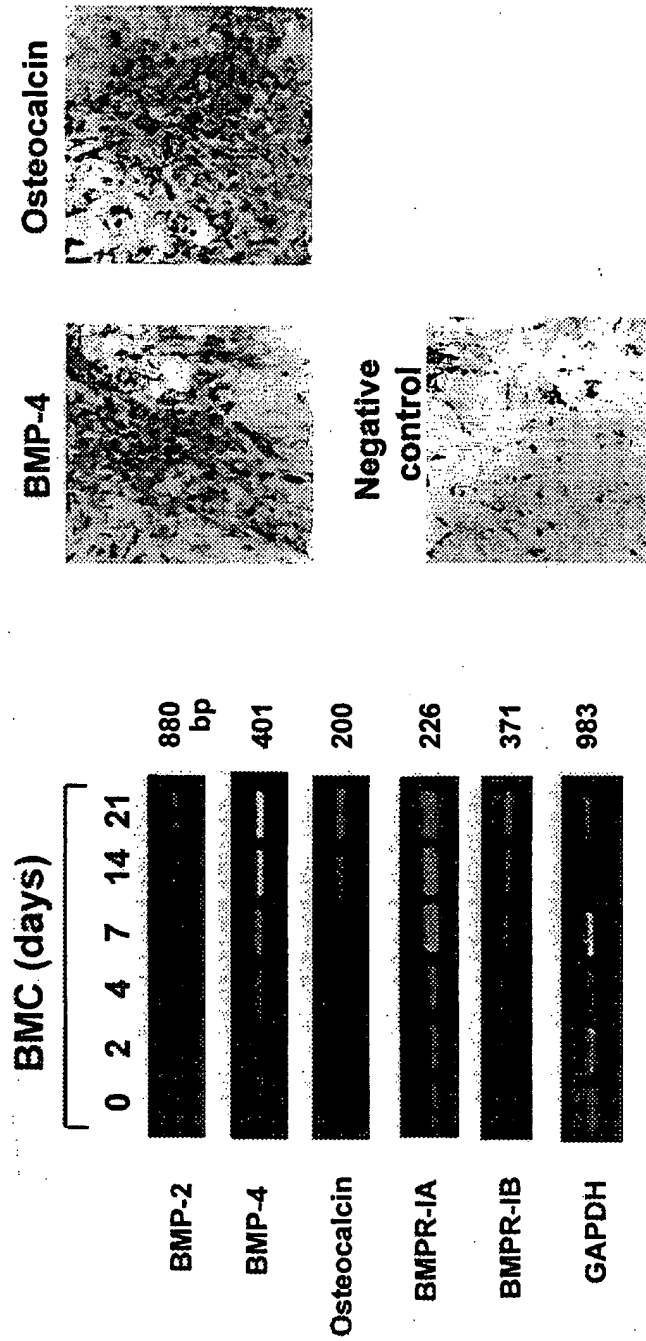 BMC (days)
0 2 4 7 14 21
BMP-2 880
bp
BMP-4 401
Osteocalcin 200
BMPR-IA 226
BMPR-IB 371
GAPDH 983
BMP-4
Osteocalcin
Negative
control